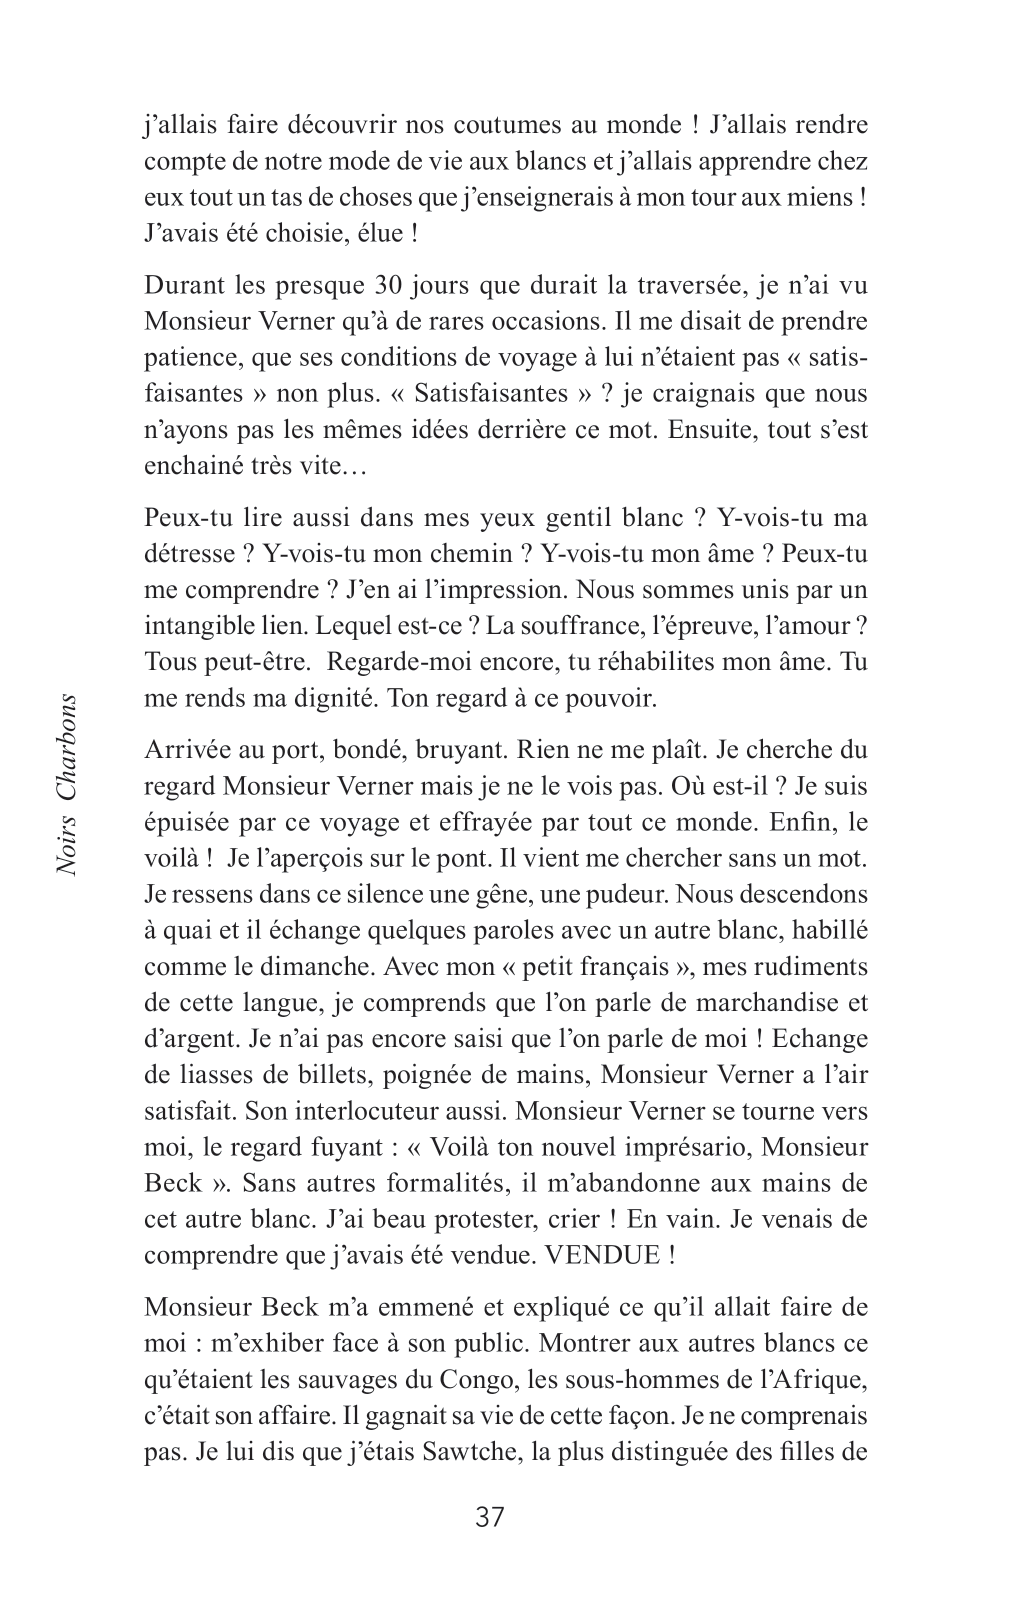 j’allais faire découvrir nos coutumes au monde ! J’allais rendre
compte de notre mode de vie aux blancs et j’allais apprendre chez
eux tout un tas de choses que j’enseignerais à mon tour aux miens !
J’avais été choisie, élue !
Durant les presque 30 jours que durait la traversée, je n’ai vu
Monsieur Verner qu’à de rares occasions. Il me disait de prendre
patience, que ses conditions de voyage à lui n’étaient pas « satis-
faisantes » non plus. « Satisfaisantes » ? je craignais que nous
n’ayons pas les mêmes idées derrière ce mot. Ensuite, tout s’est
enchainé très vite…
Peux-tu lire aussi dans mes yeux gentil blanc ? Y-vois-tu ma
détresse ? Y-vois-tu mon chemin ? Y-vois-tu mon âme ? Peux-tu
me comprendre ? J’en ai l’impression. Nous sommes unis par un
intangible lien. Lequel est-ce ? La souffrance, l’épreuve, l’amour ?
Tous peut-être.  Regarde-moi encore, tu réhabilites mon âme. Tu
me rends ma dignité. Ton regard à ce pouvoir.
Arrivée au port, bondé, bruyant. Rien ne me plaît. Je cherche du
regard Monsieur Verner mais je ne le vois pas. Où est-il ? Je suis
épuisée par ce voyage et effrayée par tout ce monde. Enfin, le
voilà !  Je l’aperçois sur le pont. Il vient me chercher sans un mot.
Je ressens dans ce silence une gêne, une pudeur. Nous descendons
à quai et il échange quelques paroles avec un autre blanc, habillé
comme le dimanche. Avec mon « petit français », mes rudiments
de cette langue, je comprends que l’on parle de marchandise et
d’argent. Je n’ai pas encore saisi que l’on parle de moi ! Echange
de liasses de billets, poignée de mains, Monsieur Verner a l’air
satisfait. Son interlocuteur aussi. Monsieur Verner se tourne vers
moi, le regard fuyant : « Voilà ton nouvel imprésario, Monsieur
Beck ». Sans autres formalités, il m’abandonne aux mains de
cet autre blanc. J’ai beau protester, crier ! En vain. Je venais de
comprendre que j’avais été vendue. VENDUE !
Monsieur Beck m’a emmené et expliqué ce qu’il allait faire de
moi : m’exhiber face à son public. Montrer aux autres blancs ce
qu’étaient les sauvages du Congo, les sous-hommes de l’Afrique,
c’était son affaire. Il gagnait sa vie de cette façon. Je ne comprenais
pas. Je lui dis que j’étais Sawtche, la plus distinguée des filles de
Noirs Charbons
37